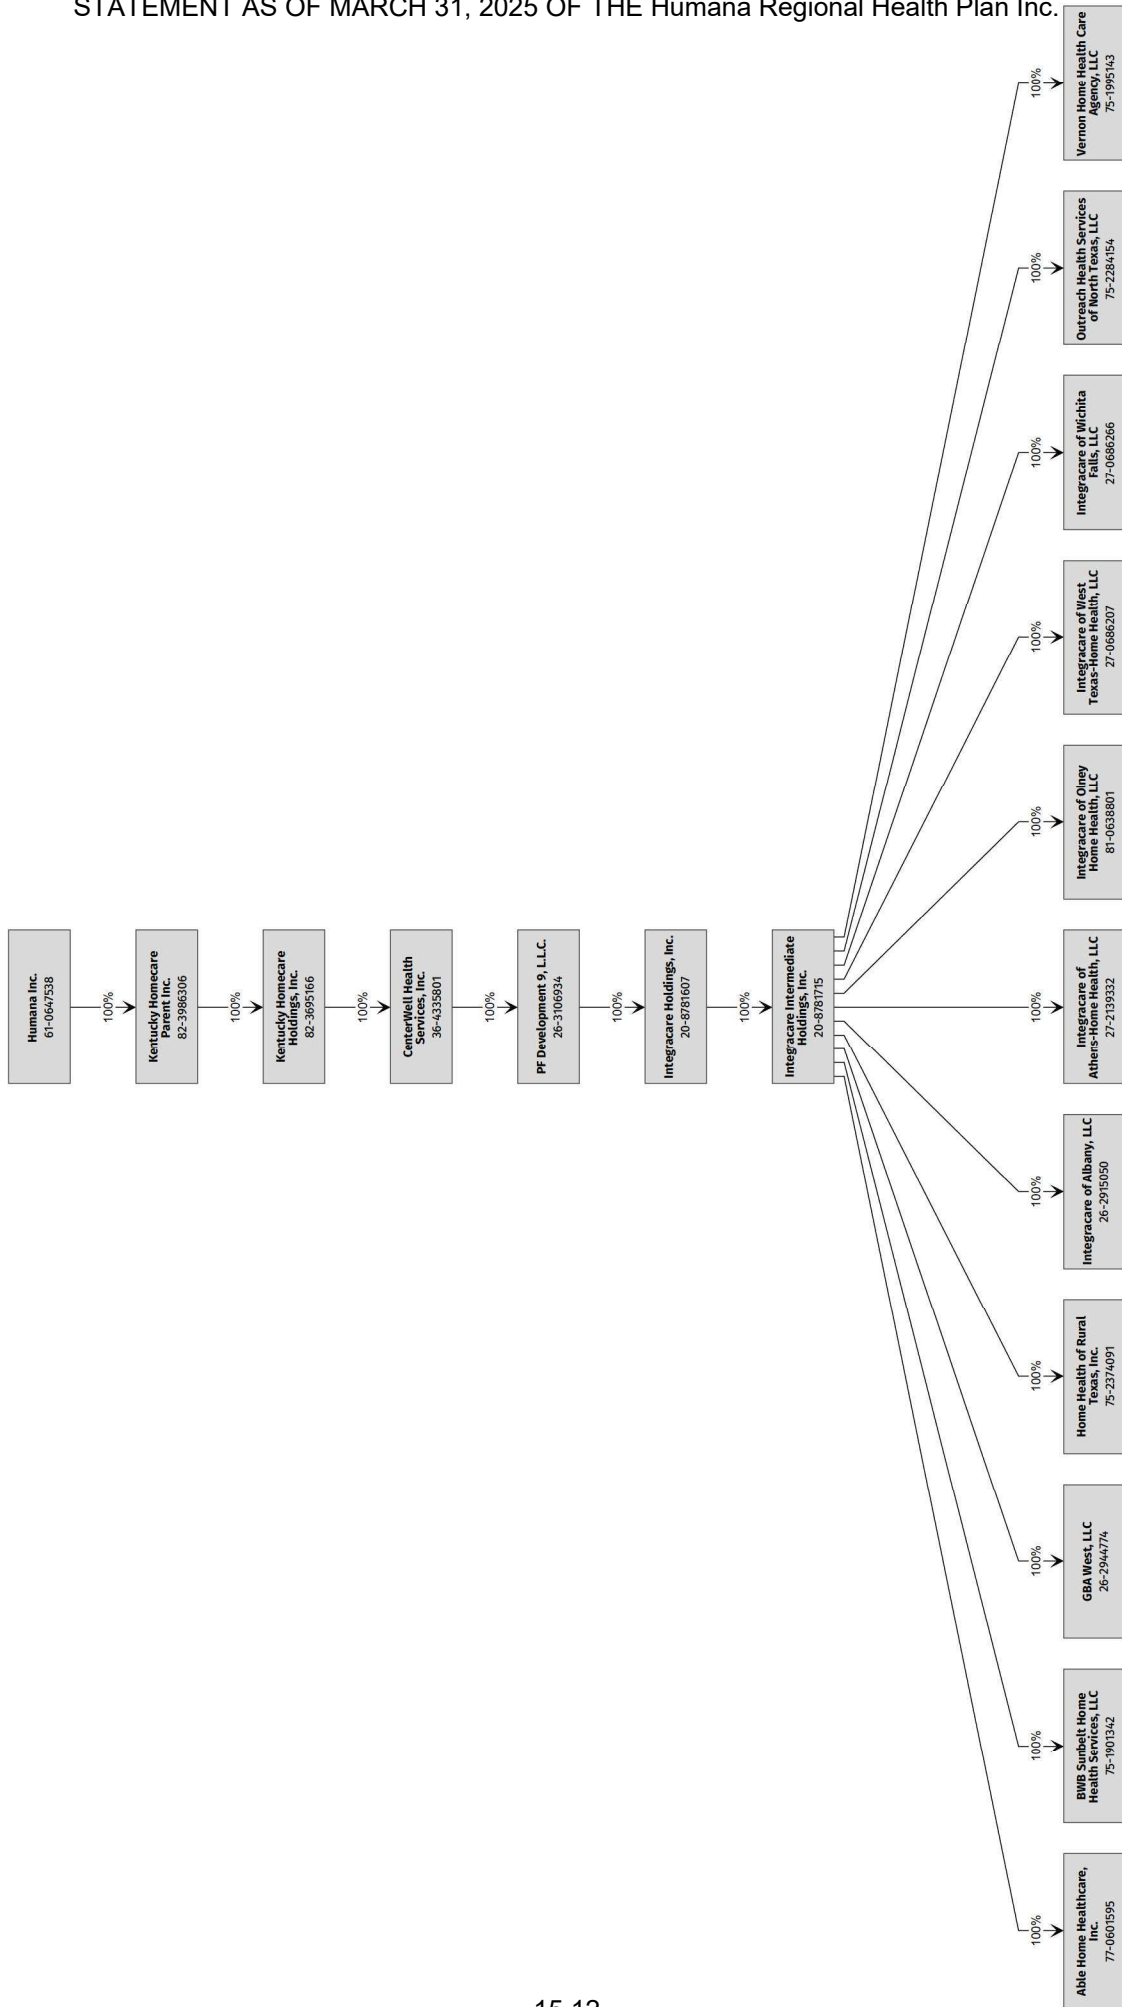 STATEMENT AS OF MARCH 31, 2025 OF THE Humana Regional Health Plan Inc.
Humana Inc.
61-0647538
100%
Kentucky Homecare
Parent Inc.
82-3986306
100%
Kentucky Homecare
Holdings, Inc.
82-3695166
100%
CenterWell Health
Services, Inc.
36-4335801
100%
PF Development 9, L.L.C.
26-3106934
100%
Integracare Holdings, Inc.
20-8781607
100%
Integracare Intermediate
Holdings, Inc.
20-8781715
100%
Able Home Healthcare,
Inc.
77-0601595
100%
BWB Sunbelt Home
Health Services, LLC
75-1901342
100%
GBA West, LLC
26-2944774
100%
Home Health of Rural
Texas, Inc.
75-2374091
100%
Integracare of Albany, LLC
26-2915050
100%
Integracare of
Athens-Home Health, LLC
27-2139332
100%
Integracare of Olney
Home Health, LLC
81-0638801
100%
Integracare of West
Texas-Home Health, LLC
27-0686207
100%
Integracare of Wichita
Falls, LLC
27-0686266
100%
Outreach Health Services
of North Texas, LLC
75-2284154
100%
Vernon Home Health Care
Agency, LLC
75-1995143
15.12